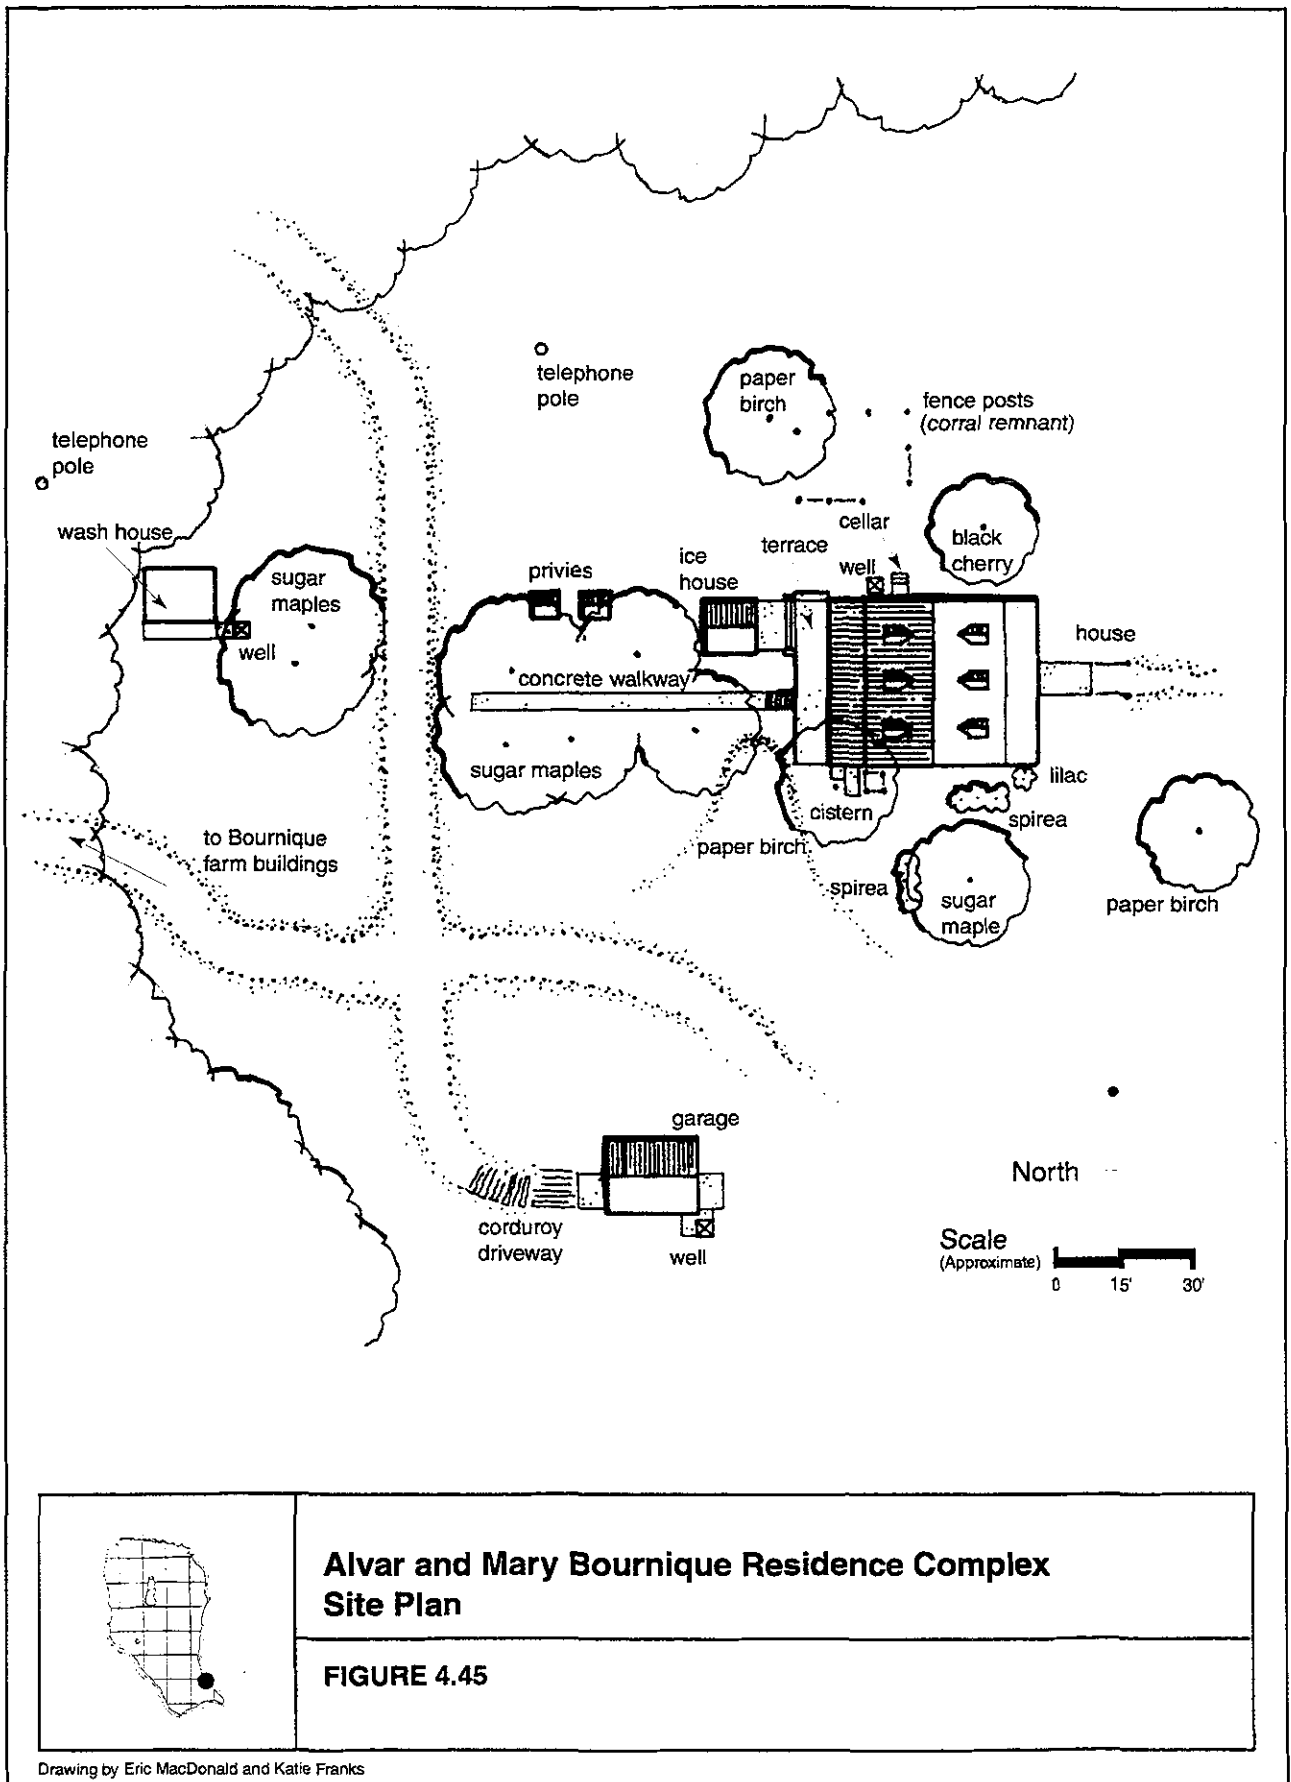 telephone
pole
telephone
pole
paper
birch
fence posts
(corral remnant)
wash house
sugar
maples
well
privies
ice
house
terrace
cellar
well
black
cherry
house
concrete walkway
sugar maples
cistern
paper birch
lilac
spirea
spirea
sugar
maple
paper birch
to Bournique
farm buildings
garage
corduroy
driveway
well
North
Scale
(Approximate)
0 15' 30'
Alvar and Mary Bournique Residence Complex
Site Plan
FIGURE 4.45
Drawing by Eric MacDonald and Katie Franks